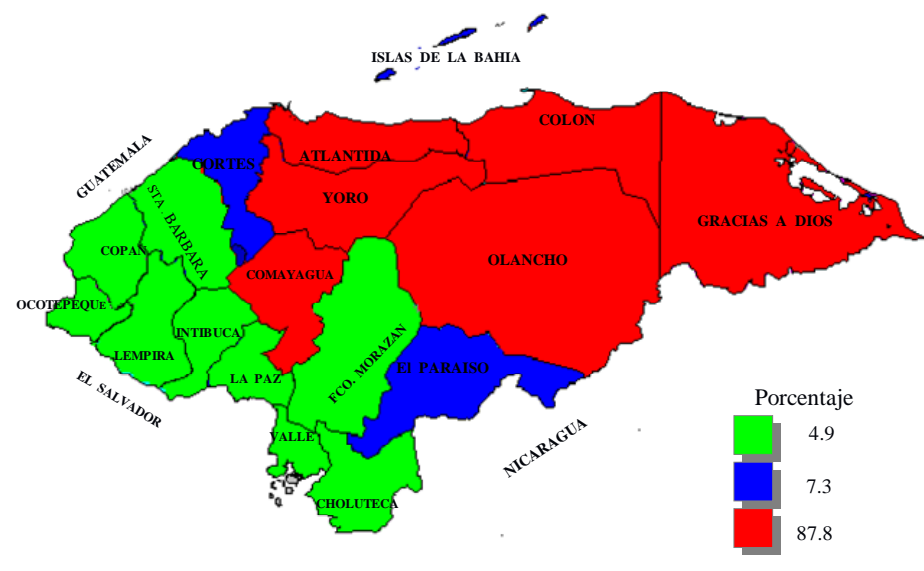 ISLAS DE LA BAHIA
COLON
GUATEMALA
CORTES
ATLANTIDA
STA. BARBARA
YORO
GRACIAS A DIOS
COPAN
COMAYAGUA
OLANCHO
OCOTEPEQUE
INTIBUCA
LEMPIRA
FCO. MORAZAN
El PARAISO
LA PAZ
EL SALVADOR
Porcentaje
NICARAGUA
4.9
VALLE
7.3
CHOLUTECA
87.8